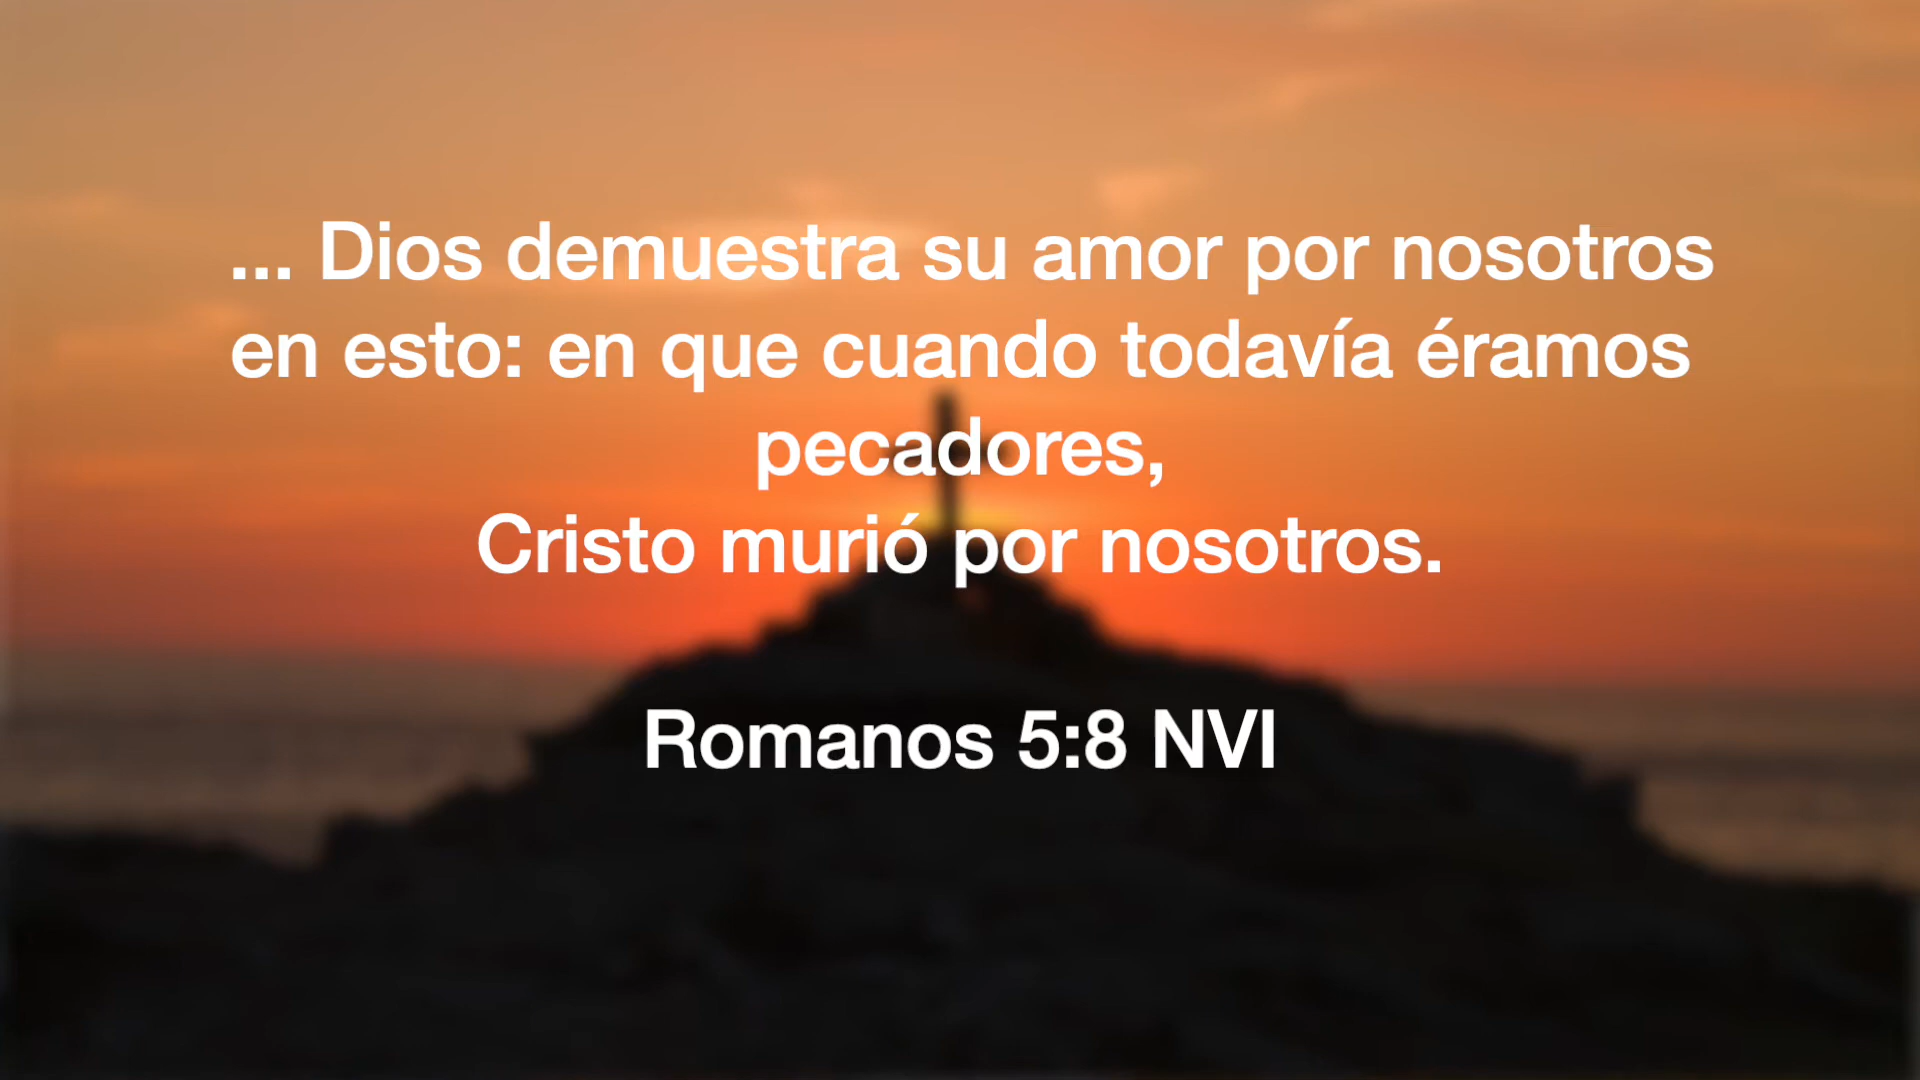 ... Dios demuestra su amor por nosotros
en esto: en que cuando todavía éramos
pecadores,
Cristo murió por nosotros.
Romanos 5:8 NVI